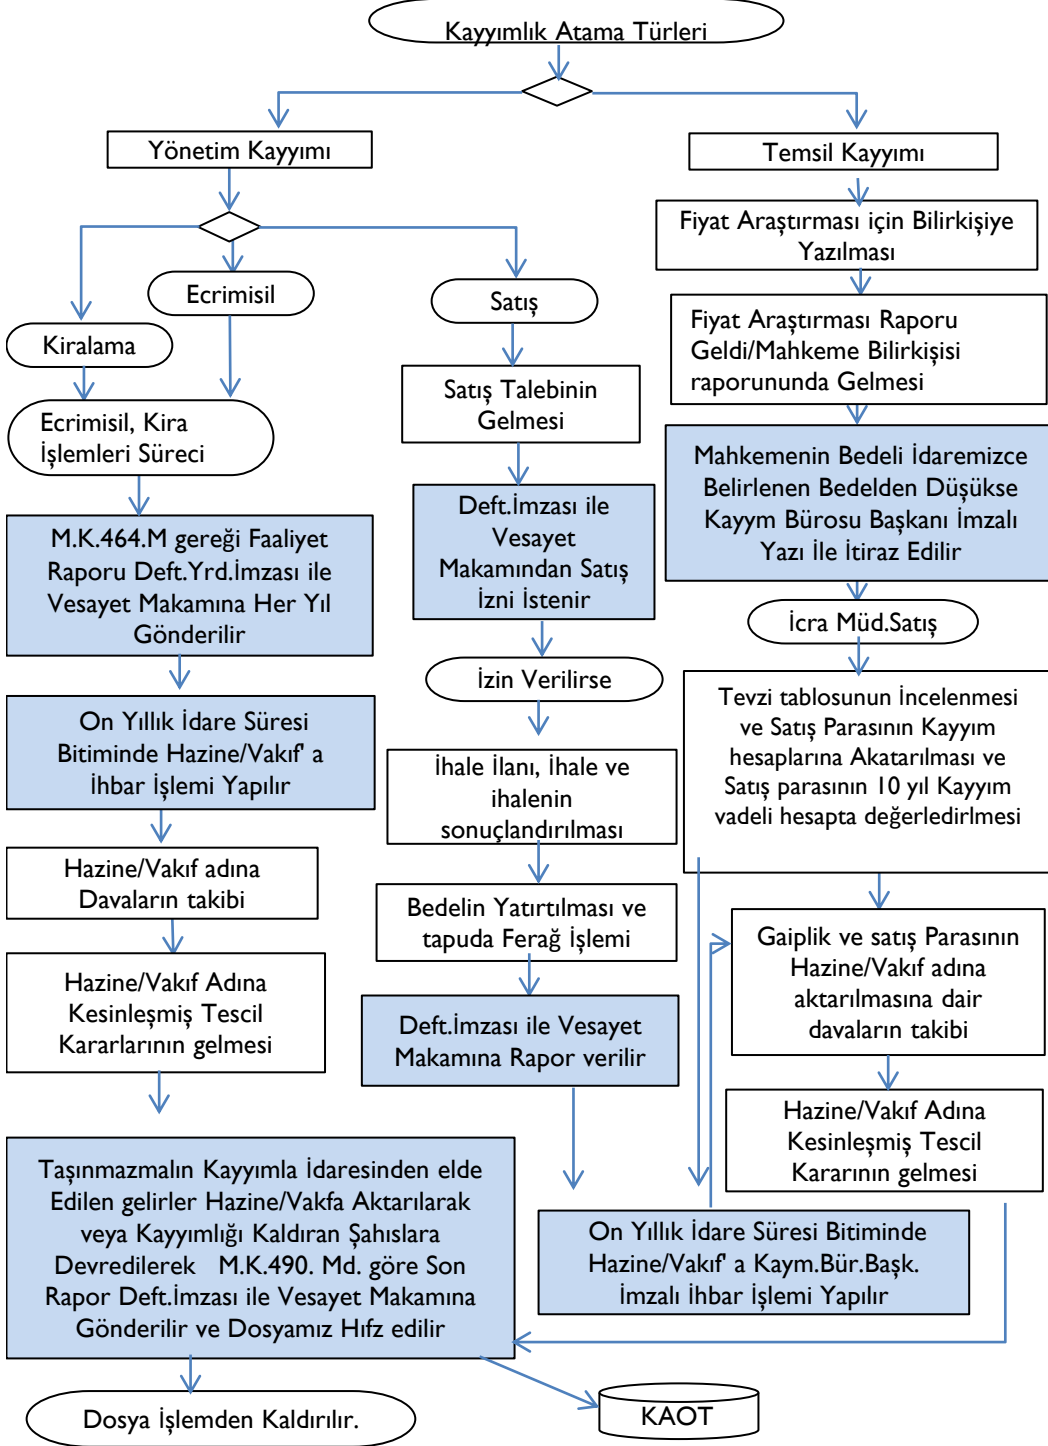 Kayyımlık Atama Türleri
Yönetim Kayyımı
Temsil Kayyımı
Ecrimisil
Satış
Kiralama
Ecrimisil, Kira
İşlemleri Süreci
M.K.464.M gereği Faaliyet
Raporu Deft.Yrd.İmzası ile
Vesayet Makamına Her Yıl
Gönderilir
On Yıllık İdare Süresi
Bitiminde Hazine/Vakıf' a
İhbar İşlemi Yapılır
Hazine/Vakıf adına
Davaların takibi
Hazine/Vakıf Adına
Kesinleşmiş Tescil
Kararlarının gelmesi
Taşınmazmalın Kayyımla İdaresinden elde
Edilen gelirler Hazine/Vakfa Aktarılarak
veya Kayyımlığı Kaldıran Şahıslara
Devredilerek M.K.490. Md. göre Son
Rapor Deft.İmzası ile Vesayet Makamına
Gönderilir ve Dosyamız Hıfz edilir
Dosya İşlemden Kaldırılır.
KAOT
Satış Talebinin
Gelmesi
Deft.İmzası ile
Vesayet
Makamından Satış
İzni İstenir
İzin Verilirse
İhale İlanı, İhale ve
ihalenin
sonuçlandırılması
Bedelin Yatırtılması ve
tapuda Ferağ İşlemi
Deft.İmzası ile Vesayet
Makamına Rapor verilir
Fiyat Araştırması için Bilirkişiye
Yazılması
Fiyat Araştırması Raporu
Geldi/Mahkeme Bilirkişisi
raporununda Gelmesi
Mahkemenin Bedeli İdaremizce
Belirlenen Bedelden Düşükse
Kayym Bürosu Başkanı İmzalı
Yazı İle İtiraz Edilir
İcra Müd.Satış
Tevzi tablosunun İncelenmesi
ve Satış Parasının Kayyım
hesaplarına Akatarılması ve
Satış parasının 10 yıl Kayyım
vadeli hesapta değerledirlmesi
Gaiplik ve satış Parasının
Hazine/Vakıf adına
aktarılmasına dair
davaların takibi
Hazine/Vakıf Adına
Kesinleşmiş Tescil
Kararının gelmesi
On Yıllık İdare Süresi Bitiminde
Hazine/Vakıf' a Kaym.Bür.Başk.
İmzalı İhbar İşlemi Yapılır